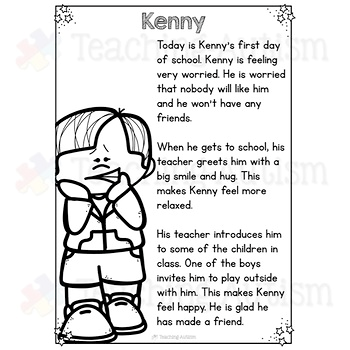 Kenny
Today is Kenny's first day
of school. Kenny is feeling
very worried. He is worried
that nobody will like him
and he won't have any
friends.
When he gets to school, his
teacher greets him with a
big smile and hug. This
makes Kenny feel more
relaxed.
His teacher introduces him
to some of the children in
class. One of the boys
invites him to play outside
with him. This makes Kenny
feel happy. He is glad he
has made a friend.
© Teaching Autism